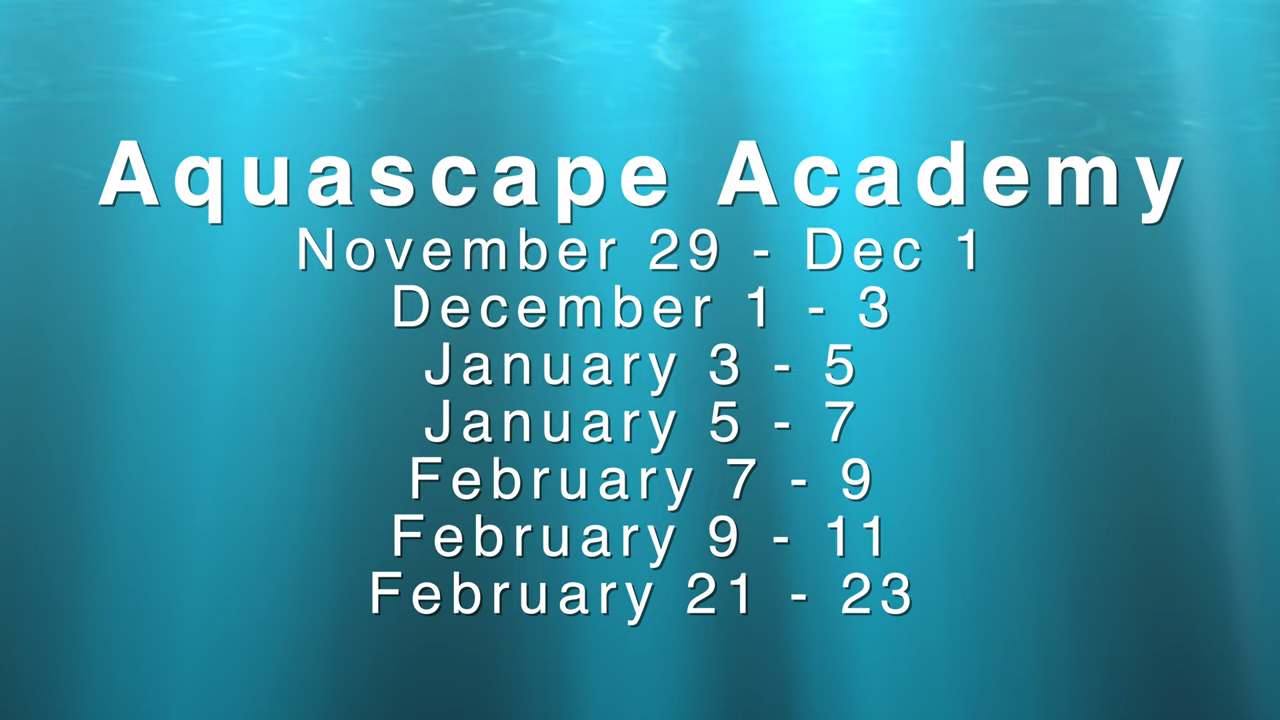 Aquascape Academy
November 29 - Dec 1
December 1 - 3
January 3 - 5
January 5 - 7
February 7 - 9
February 9 - 11
February 21 - 23